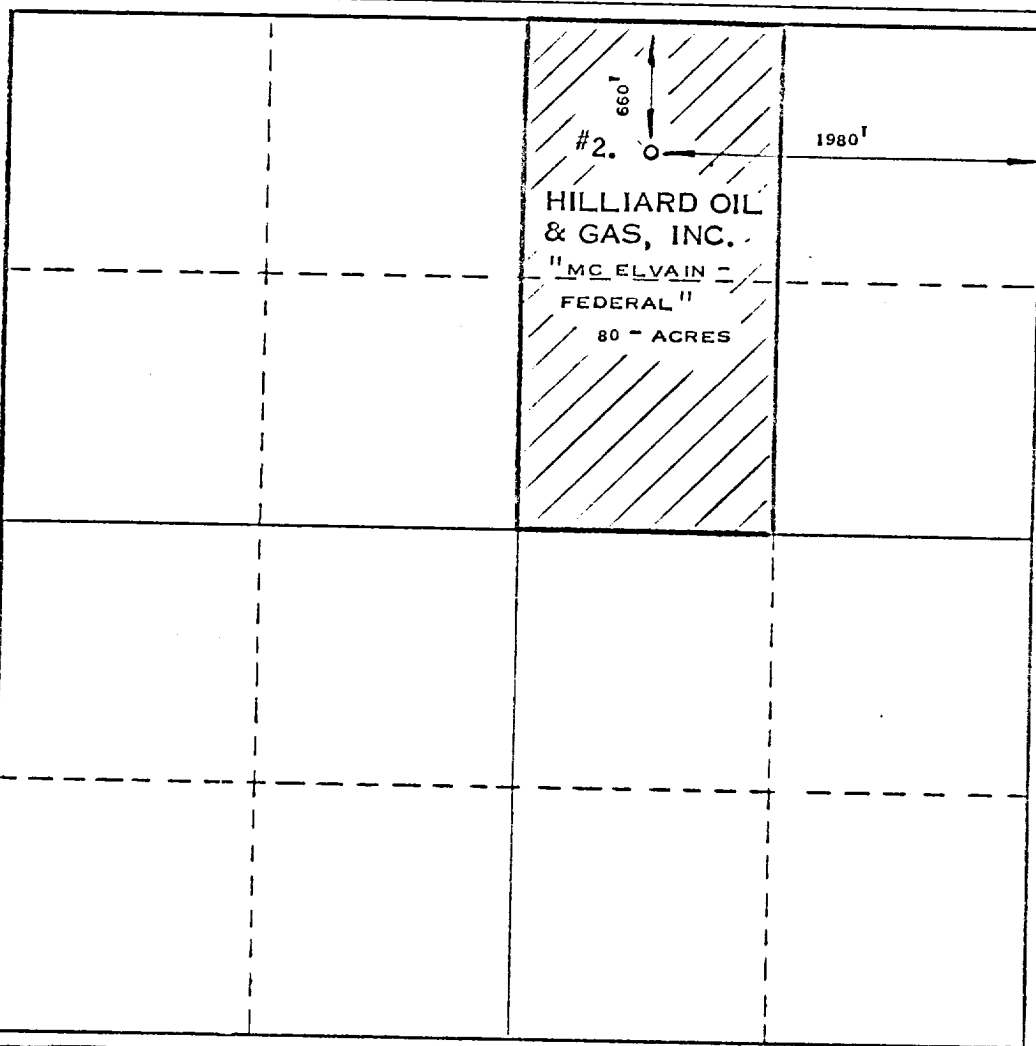 660'
1980'
#2.
HILLIARD OIL
& GAS, INC.
"MC ELVAIN -
FEDERAL"
80 - ACRES